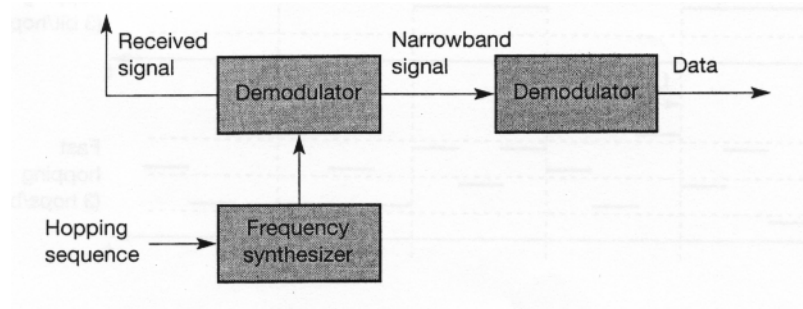 Received
signal
Demodulator
Narrowband
signal
Demodulator
Data
Hopping
sequence
Frequency
synthesizer